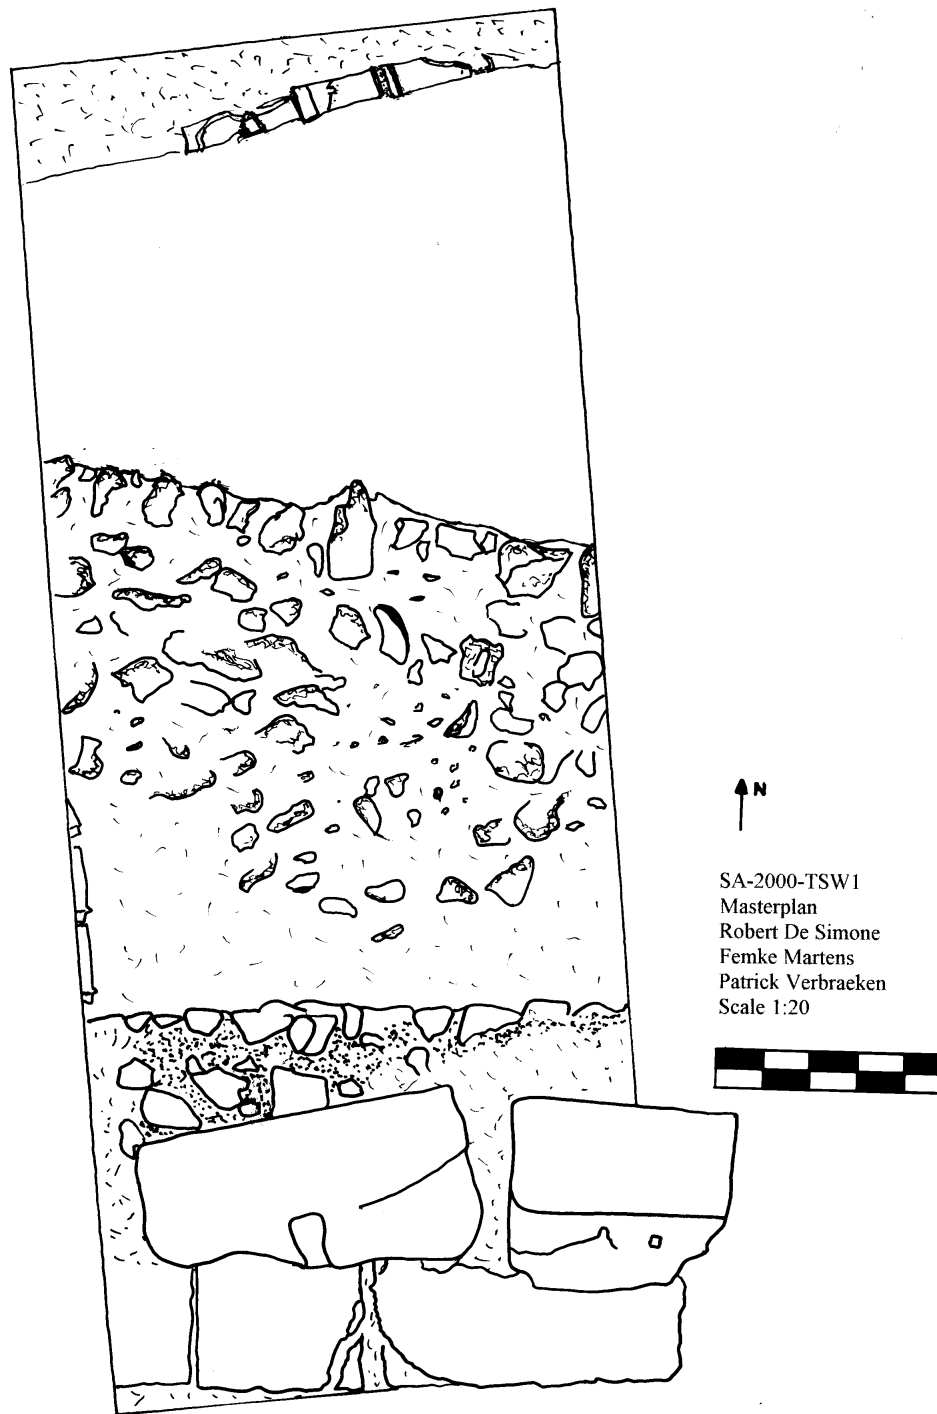 N
SA-2000-TSW1
Masterplan
Robert De Simone
Femke Martens
Patrick Verbraeken
Scale 1:20